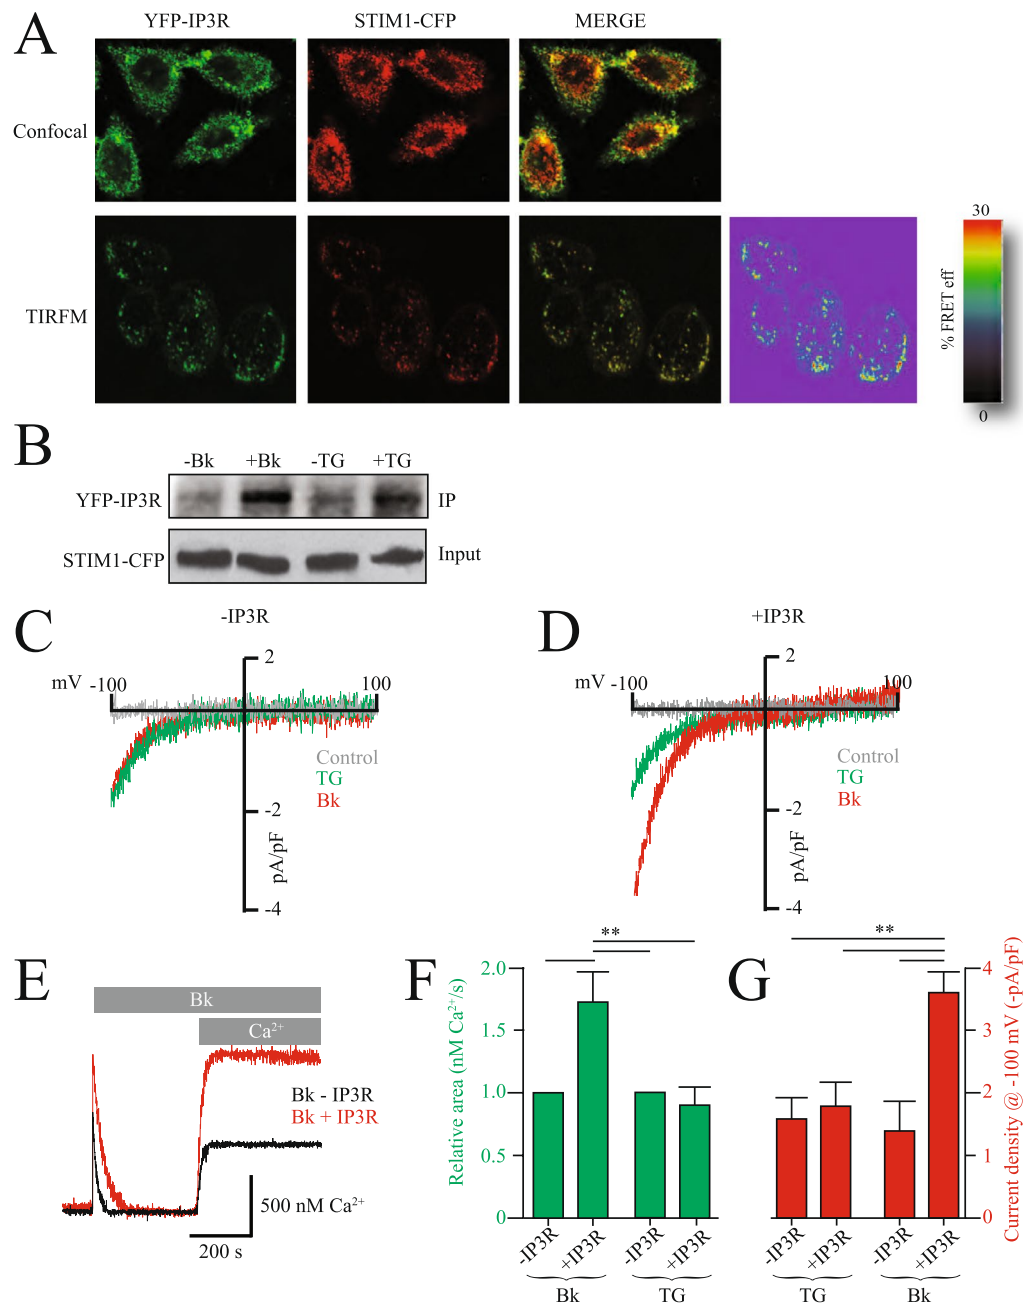 A
YFP-IP3R
STIM1-CFP
MERGE
Confocal
TIRFM
30
% FRET eff
0
B
-Bk +Bk -TG +TG
YFP-IP3R
IP
STIM1-CFP
Input
C
-IP3R
2
mV -100
100
Control
TG
Bk
-2
pA/pF
-4
D
+IP3R
2
mV -100
100
Control
TG
Bk
-2
pA/pF
-4
E
Bk
Ca²⁺
Bk - IP3R
Bk + IP3R
500 nM Ca²⁺
200 s
F
**
Relative area (nM Ca²⁺/s)
2.0
1.5
1.0
0.5
0
-IP3R
+IP3R
-IP3R
+IP3R
Bk
TG
G
**
4
3
2
1
0
Current density @ -100 mV (-pA/pF)
-IP3R
+IP3R
-IP3R
+IP3R
TG
Bk